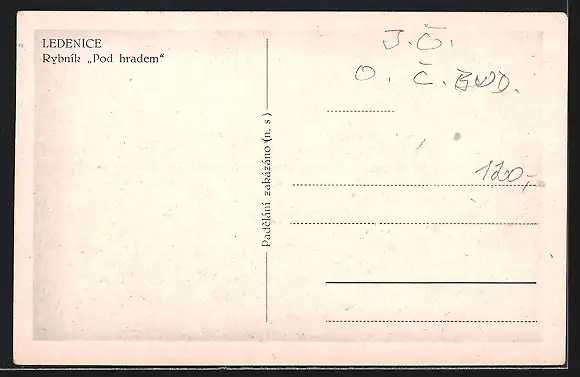 LEDENICE
Rybník „Pod hradem“
Padělání zakázáno (n. s)
J. Č.
O. Č. BUD.
120,-